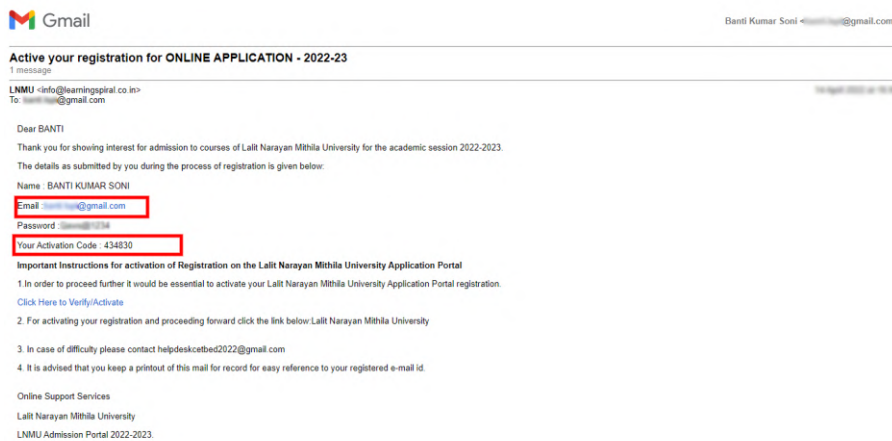 Gmail
Banti Kumar Soni < @gmail.com
Active your registration for ONLINE APPLICATION - 2022-23
1 message
LNMU <info@learningspiral.co.in>
To: @gmail.com
14 April 2022 at
Dear BANTI
Thank you for showing interest for admission to courses of Lalit Narayan Mithila University for the academic session 2022-2023.
The details as submitted by you during the process of registration is given below:
Name : BANTI KUMAR SONI
Email : @gmail.com
Password :
Your Activation Code : 434830
Important Instructions for activation of Registration on the Lalit Narayan Mithila University Application Portal
1.In order to proceed further it would be essential to activate your Lalit Narayan Mithila University Application Portal registration.
Click Here to Verify/Activate
2. For activating your registration and proceeding forward click the link below:Lalit Narayan Mithila University
3. In case of difficulty please contact helpdeskcetbed2022@gmail.com
4. It is advised that you keep a printout of this mail for record for easy reference to your registered e-mail id.
Online Support Services
Lalit Narayan Mithila University
LNMU Admission Portal 2022-2023.